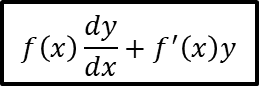 f(x) dy/dx + f'(x)y